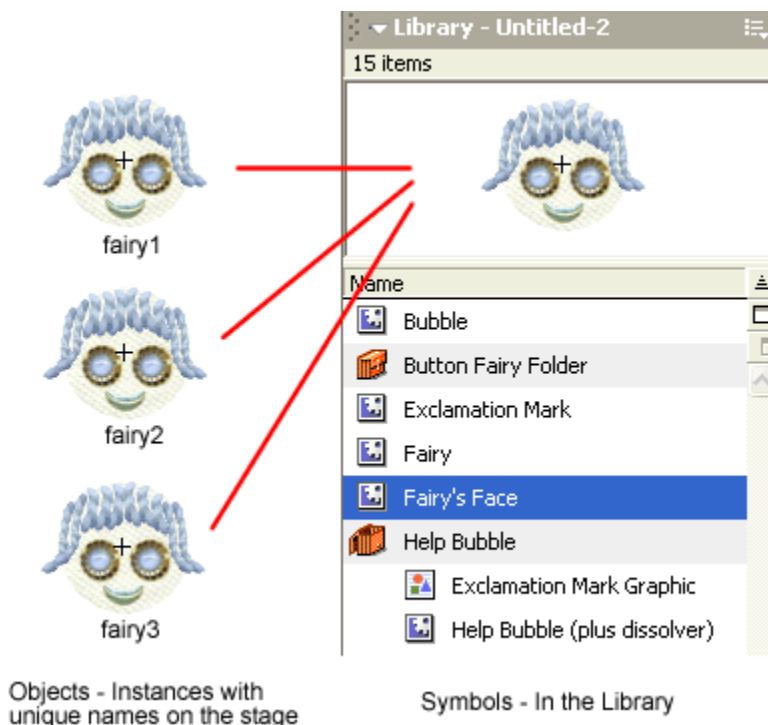 Library - Untitled-2
15 items
fairy1
fairy2
fairy3
Name
Bubble
Button Fairy Folder
Exclamation Mark
Fairy
Fairy's Face
Help Bubble
Exclamation Mark Graphic
Help Bubble (plus dissolver)
Objects - Instances with
unique names on the stage
Symbols - In the Library